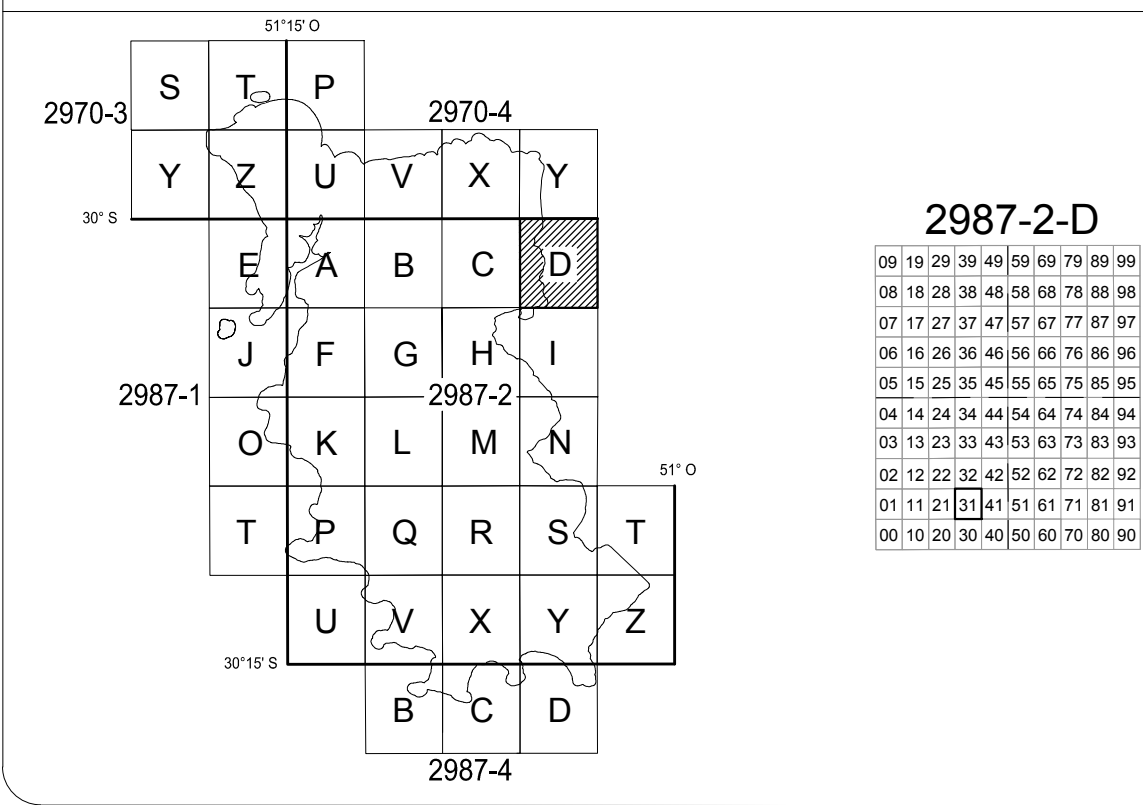 51°15' O
S T P
2970-3 2970-4
Y Z U V X Y
30° S
E A B C D
J F G H I
2987-1 2987-2
O K L M N
51° O
T P Q R S T
U V X Y Z
30°15' S
B C D
2987-4
2987-2-D
09 19 29 39 49 59 69 79 89 99
08 18 28 38 48 58 68 78 88 98
07 17 27 37 47 57 67 77 87 97
06 16 26 36 46 56 66 76 86 96
05 15 25 35 45 55 65 75 85 95
04 14 24 34 44 54 64 74 84 94
03 13 23 33 43 53 63 73 83 93
02 12 22 32 42 52 62 72 82 92
01 11 21 31 41 51 61 71 81 91
00 10 20 30 40 50 60 70 80 90